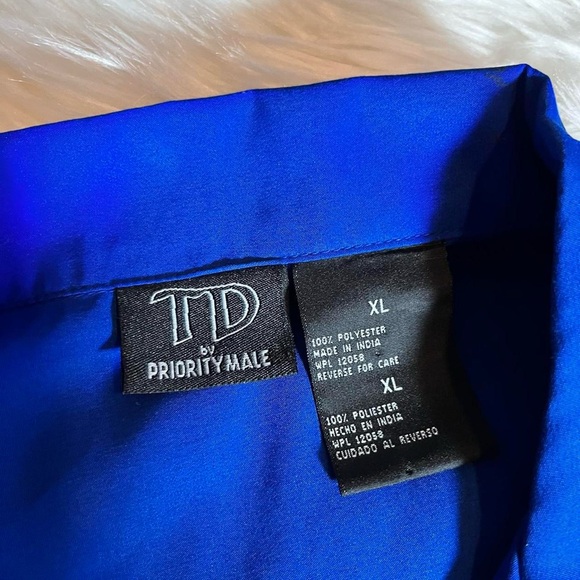 TTD
by
PRIORITYMALE
XL
100% POLYESTER
MADE IN INDIA
WPL 12058
REVERSE FOR CARE
XL
100% POLIESTER
HECHO EN INDIA
WPL 12058
CUIDADO AL REVERSO